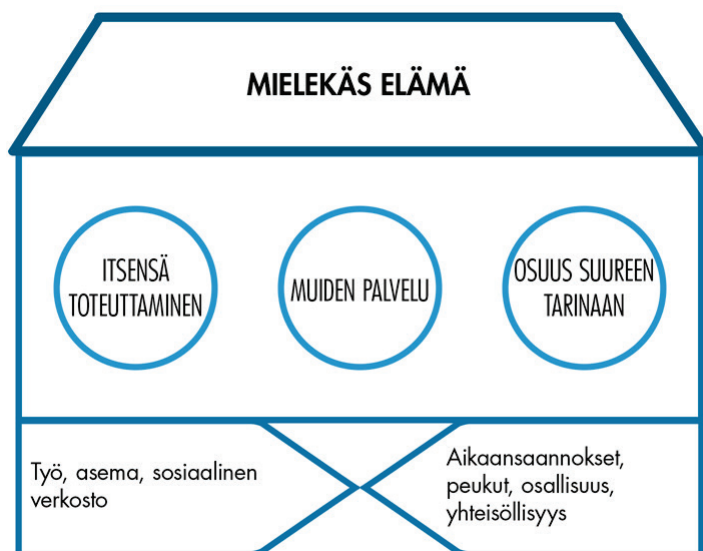 MIELEKÄS ELÄMÄ
ITSENSÄ
TOTEUTTAMINEN
MUIDEN PALVELU
OSUUS SUUREEN
TARINAAN
Työ, asema, sosiaalinen
verkosto
Aikaansaannokset,
peukut, osallisuus,
yhteisöllisyys